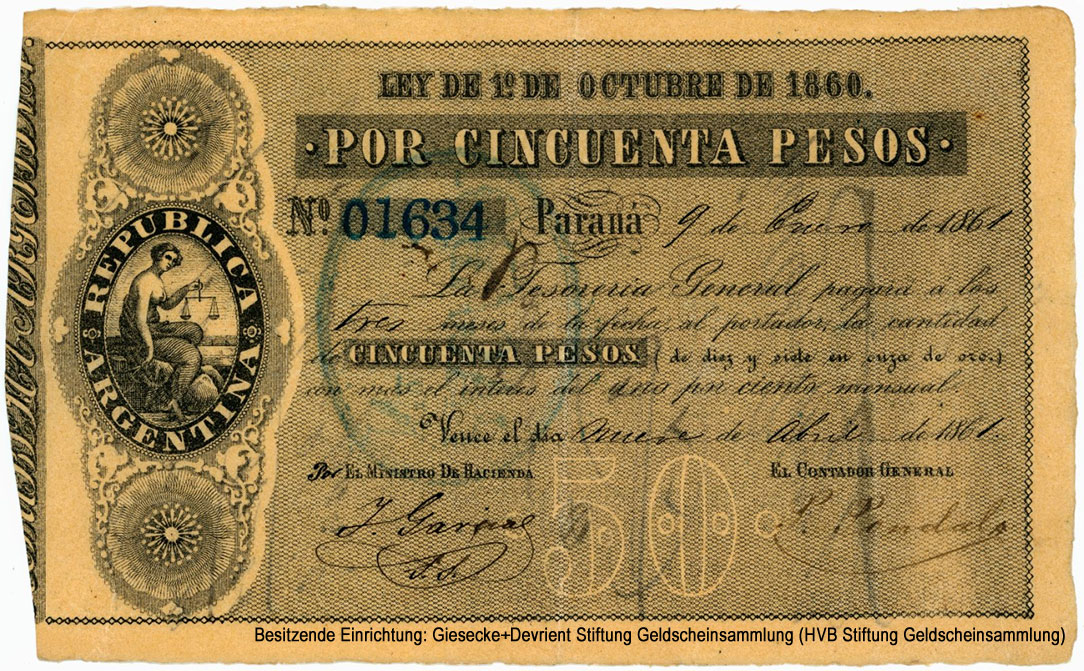 LEY DE 1º DE OCTUBRE DE 1860.
·POR CINCUENTA PESOS·
Nº 01634 Paraná 9 de Enero de 1861
La Tesoreria General pagará a los
tres meses de la fecha al portador, la cantidad
de CINCUENTA PESOS (de diez y siete en onza de oro.)
con mas el interes del por ciento mensual.
Vence el dia nueve de Abril de 1861.
Por EL MINISTRO DE HACIENDA
EL CONTADOR GENERAL
50
REPUBLICA ARGENTINA
Besitzende Einrichtung: Giesecke+Devrient Stiftung Geldscheinsammlung (HVB Stiftung Geldscheinsammlung)